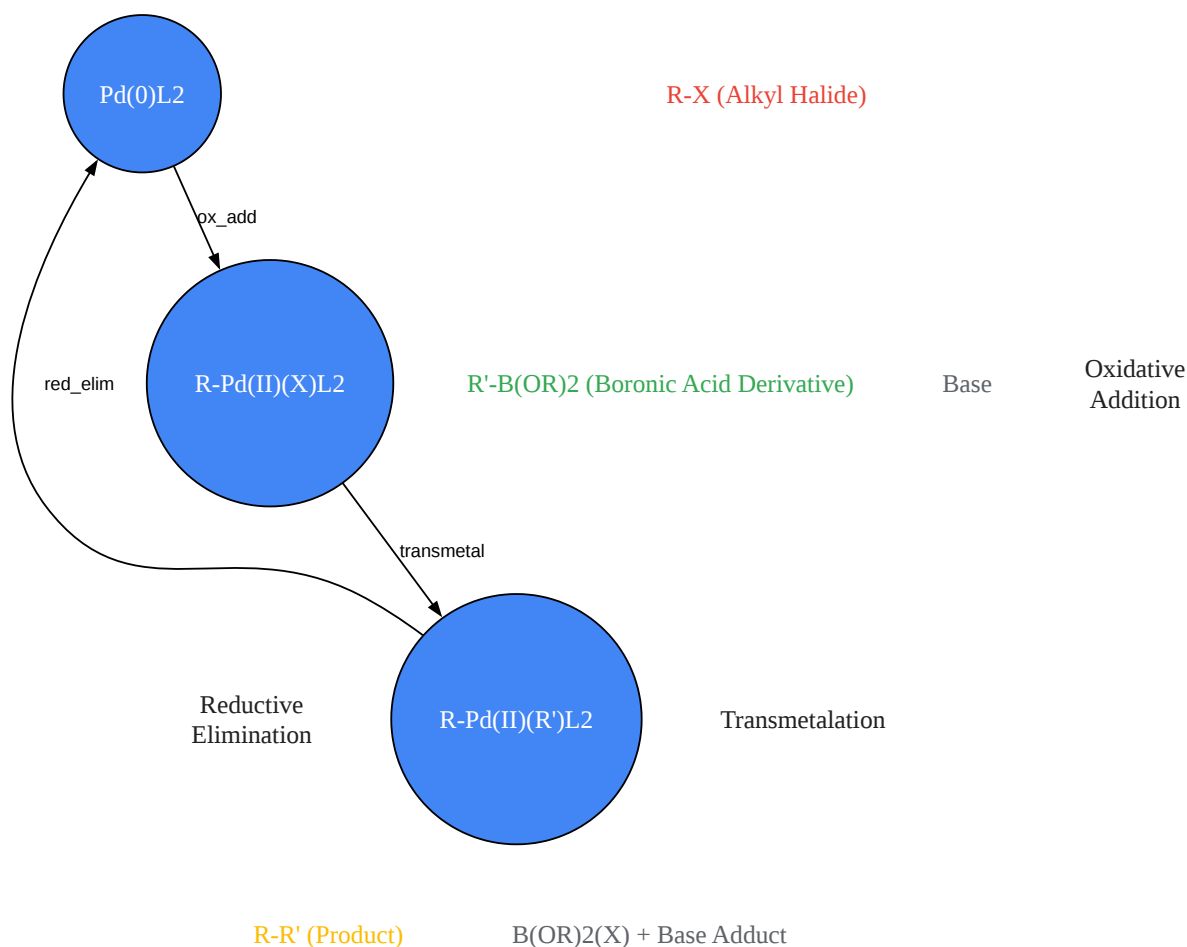 Pd(0)L2
R-X (Alkyl Halide)
ox_add
red_elim
R-Pd(II)(X)L2
R'-B(OR)2 (Boronic Acid Derivative)
Base
Oxidative
Addition
transmetal
Reductive
Elimination
R-Pd(II)(R')L2
Transmetalation
R-R' (Product)
B(OR)2(X) + Base Adduct